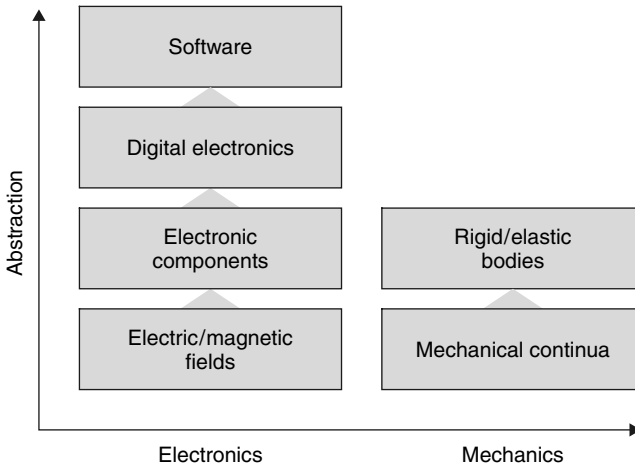 Software
Digital electronics
Electronic
components
Rigid/elastic
bodies
Electric/magnetic
fields
Mechanical continua
Abstraction
Electronics
Mechanics